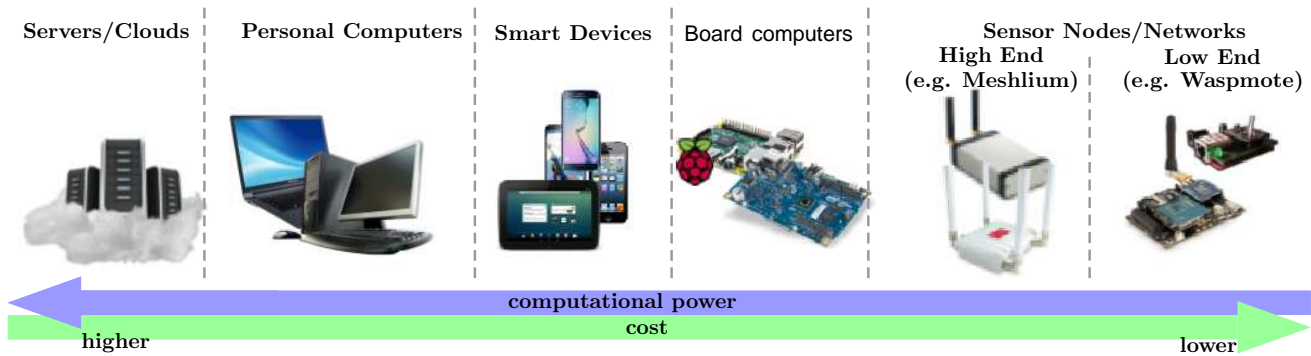 Servers/Clouds
Personal Computers
Smart Devices
Board computers
Sensor Nodes/Networks
High End
(e.g. Meshlium)
Low End
(e.g. Waspmote)
computational power
cost
higher
lower